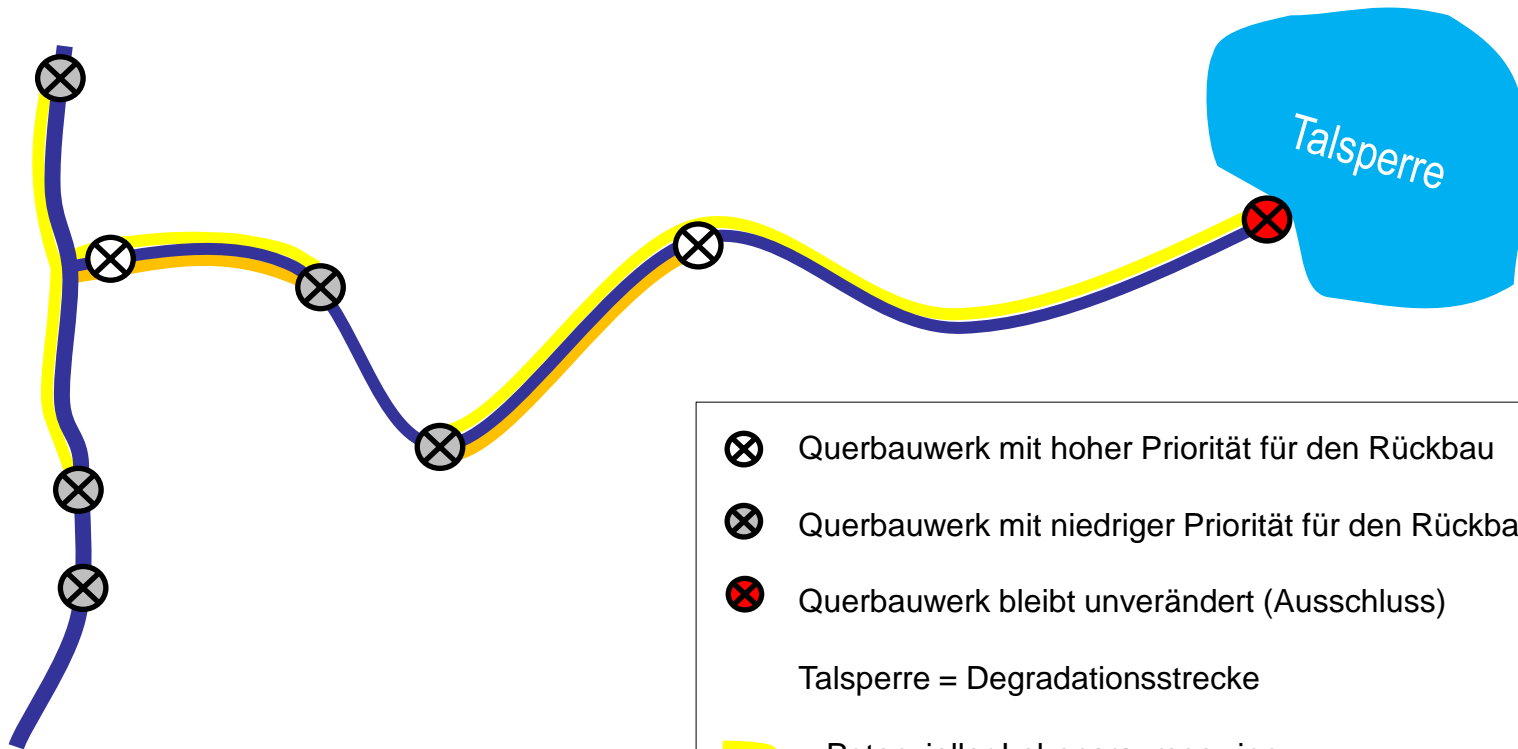 Talsperre
Querbauwerk mit hoher Priorität für den Rückbau
Querbauwerk mit niedriger Priorität für den Rückba
Querbauwerk bleibt unverändert (Ausschluss)
Talsperre = Degradationsstrecke